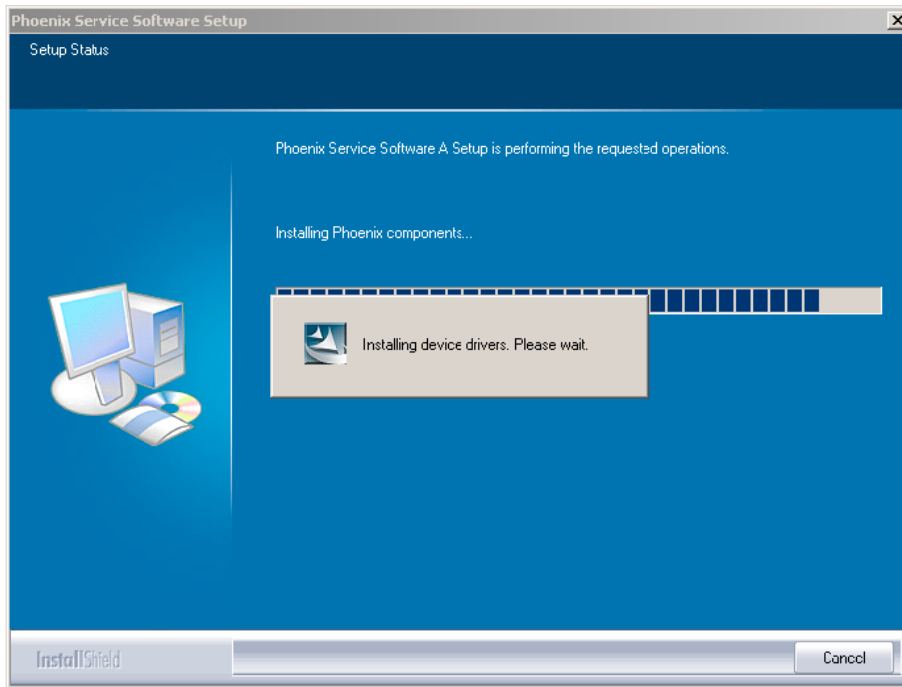 Phoenix Service Software Setup
Setup Status
Phoenix Service Software A Setup is performing the requested operations.
Installing Phoenix components...
Installing device drivers. Please wait.
InstallShield
Cancel